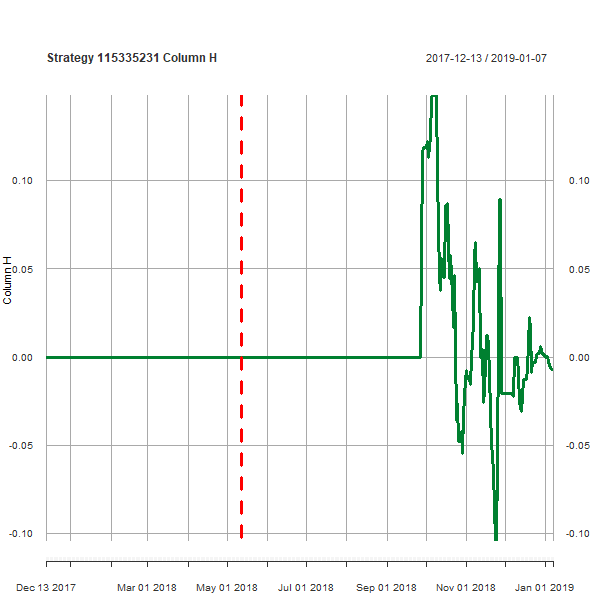 Strategy 115335231 Column H
2017-12-13 / 2019-01-07
0.10
0.05
0.00
-0.05
-0.10
Column H
0.10
0.05
0.00
-0.05
-0.10
Dec 13 2017
Mar 01 2018
May 01 2018
Jul 01 2018
Sep 01 2018
Nov 01 2018
Jan 01 2019